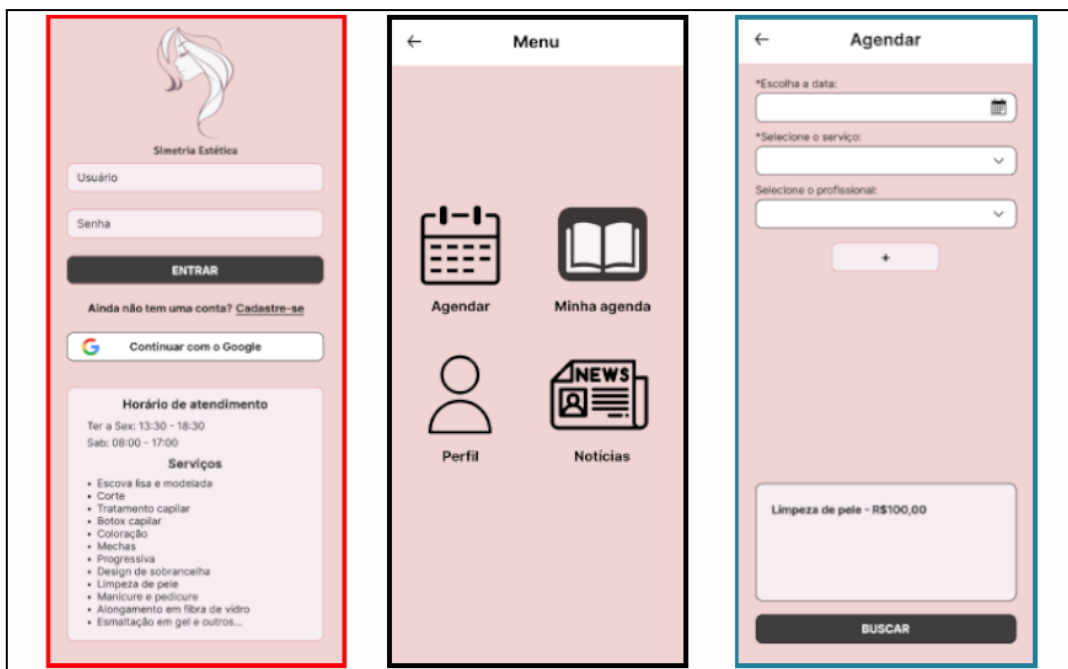 Simetria Estética
Usuário
Senha
ENTRAR
Ainda não tem uma conta? Cadastre-se
Continuar com o Google
Horário de atendimento
Ter a Sex: 13:30 - 18:30
Sab: 08:00 - 17:00
Serviços
• Escova lisa e modelada
• Corte
• Tratamento capilar
• Botox capilar
• Coloração
• Mechas
• Progressiva
• Design de sobrancelha
• Limpeza de pele
• Manicure e pedicure
• Alongamento em fibra de vidro
• Esmaltação em gel e outros...
← Menu
Agendar
Minha agenda
NEWS
Perfil
Notícias
← Agendar
*Escolha a data:
*Selecione o serviço:
Selecione o profissional:
+
Limpeza de pele - R$100,00
BUSCAR